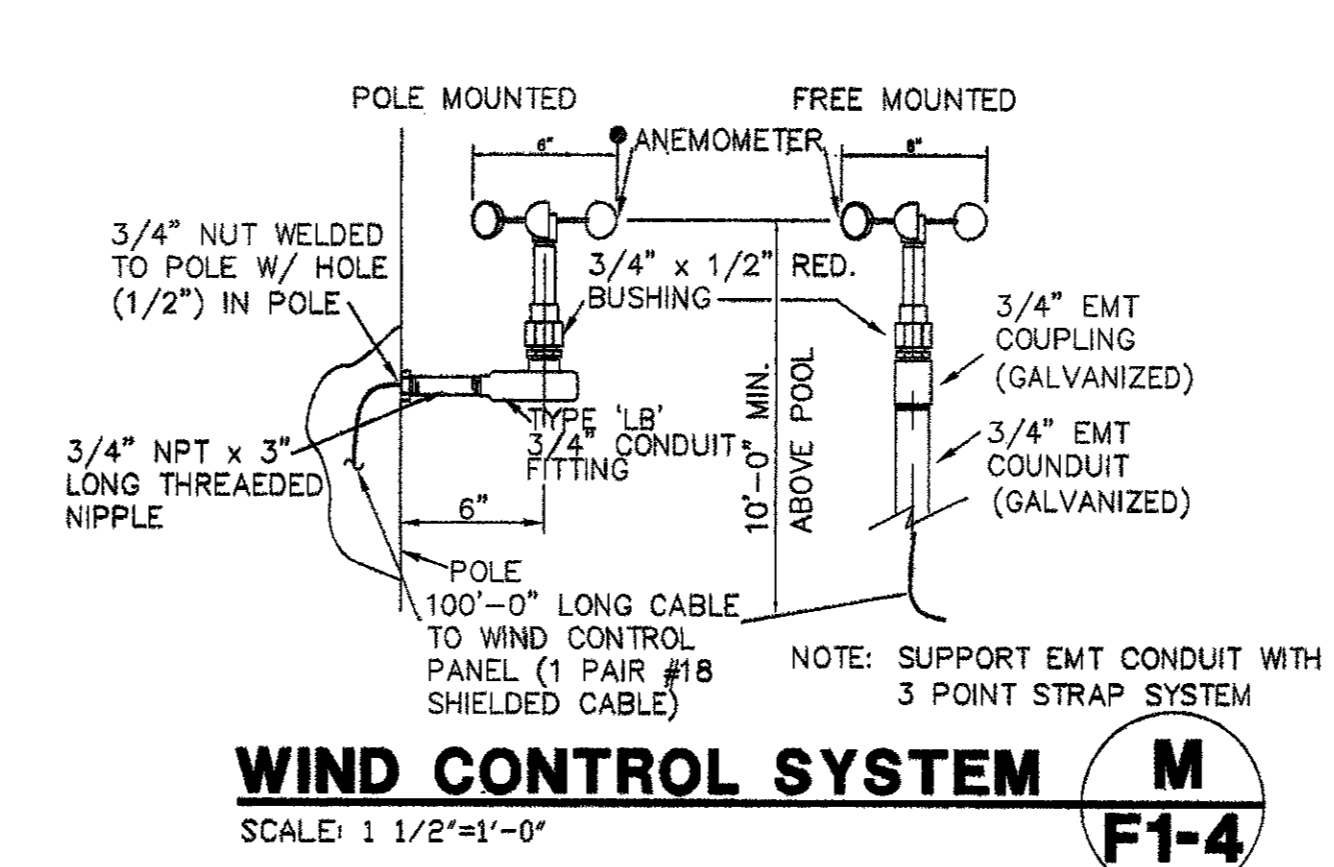 POLE MOUNTED
FREE MOUNTED
6"
ANEMOMETER
3/4" NUT WELDED
TO POLE W/ HOLE
(1/2") IN POLE
3/4" x 1/2" RED.
BUSHING
3/4" EMT
COUPLING
(GALVANIZED)
10'-0" MIN.
ABOVE POOL
TYPE 'LB'
3/4" CONDUIT
FITTING
3/4" NPT x 3"
LONG THREAEDED
NIPPLE
3/4" EMT
COUNDUIT
(GALVANIZED)
6"
POLE
100'-0" LONG CABLE
TO WIND CONTROL
PANEL (1 PAIR #18
SHIELDED CABLE)
NOTE: SUPPORT EMT CONDUIT WITH
3 POINT STRAP SYSTEM
WIND CONTROL SYSTEM
M
F1-4
SCALE: 1 1/2"=1'-0"